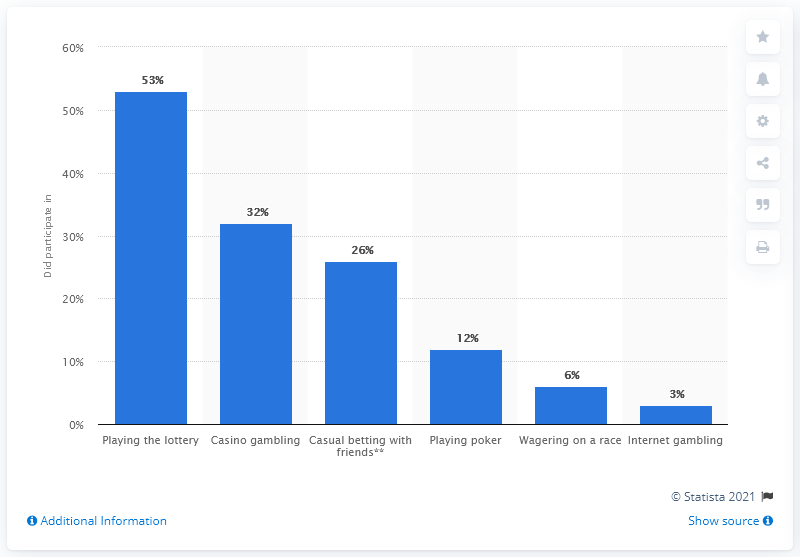 60%
50%
40%
30%
20%
10%
0%
Did participate in
53%
32%
26%
12%
6%
3%
Playing the lottery
Casino gambling
Casual betting with
friends**
Playing poker
Wagering on a race
Internet gambling
© Statista 2021
Additional Information
Show source